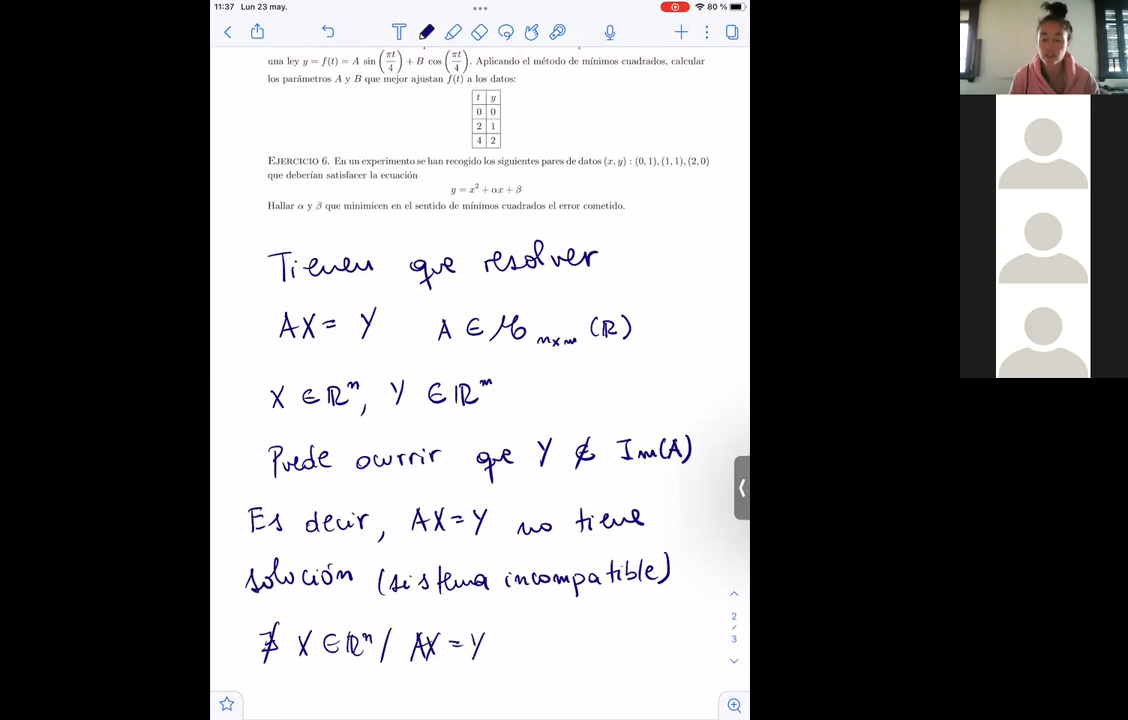 11:37 Lun 23 may.
80 %
una ley y = f(t) = A sin (πt/4) + B cos (πt/4). Aplicando el método de mínimos cuadrados, calcular
los parámetros A y B que mejor ajustan f(t) a los datos:
t y
0 0
2 1
4 2
EJERCICIO 6. En un experimento se han recogido los siguientes pares de datos (x, y) : (0, 1), (1, 1), (2, 0)
que deberían satisfacer la ecuación
y = x² + αx + β
Hallar α y β que minimicen en el sentido de mínimos cuadrados el error cometido.
Tienen que resolver
AX = Y A ∈ M n×m (ℝ)
X ∈ ℝⁿ, Y ∈ ℝᵐ
Puede ocurrir que Y ∉ Im(A)
Es decir, AX = Y no tiene
solución (sistema incompatible)
∄ X ∈ ℝⁿ / AX = Y
2
/
3